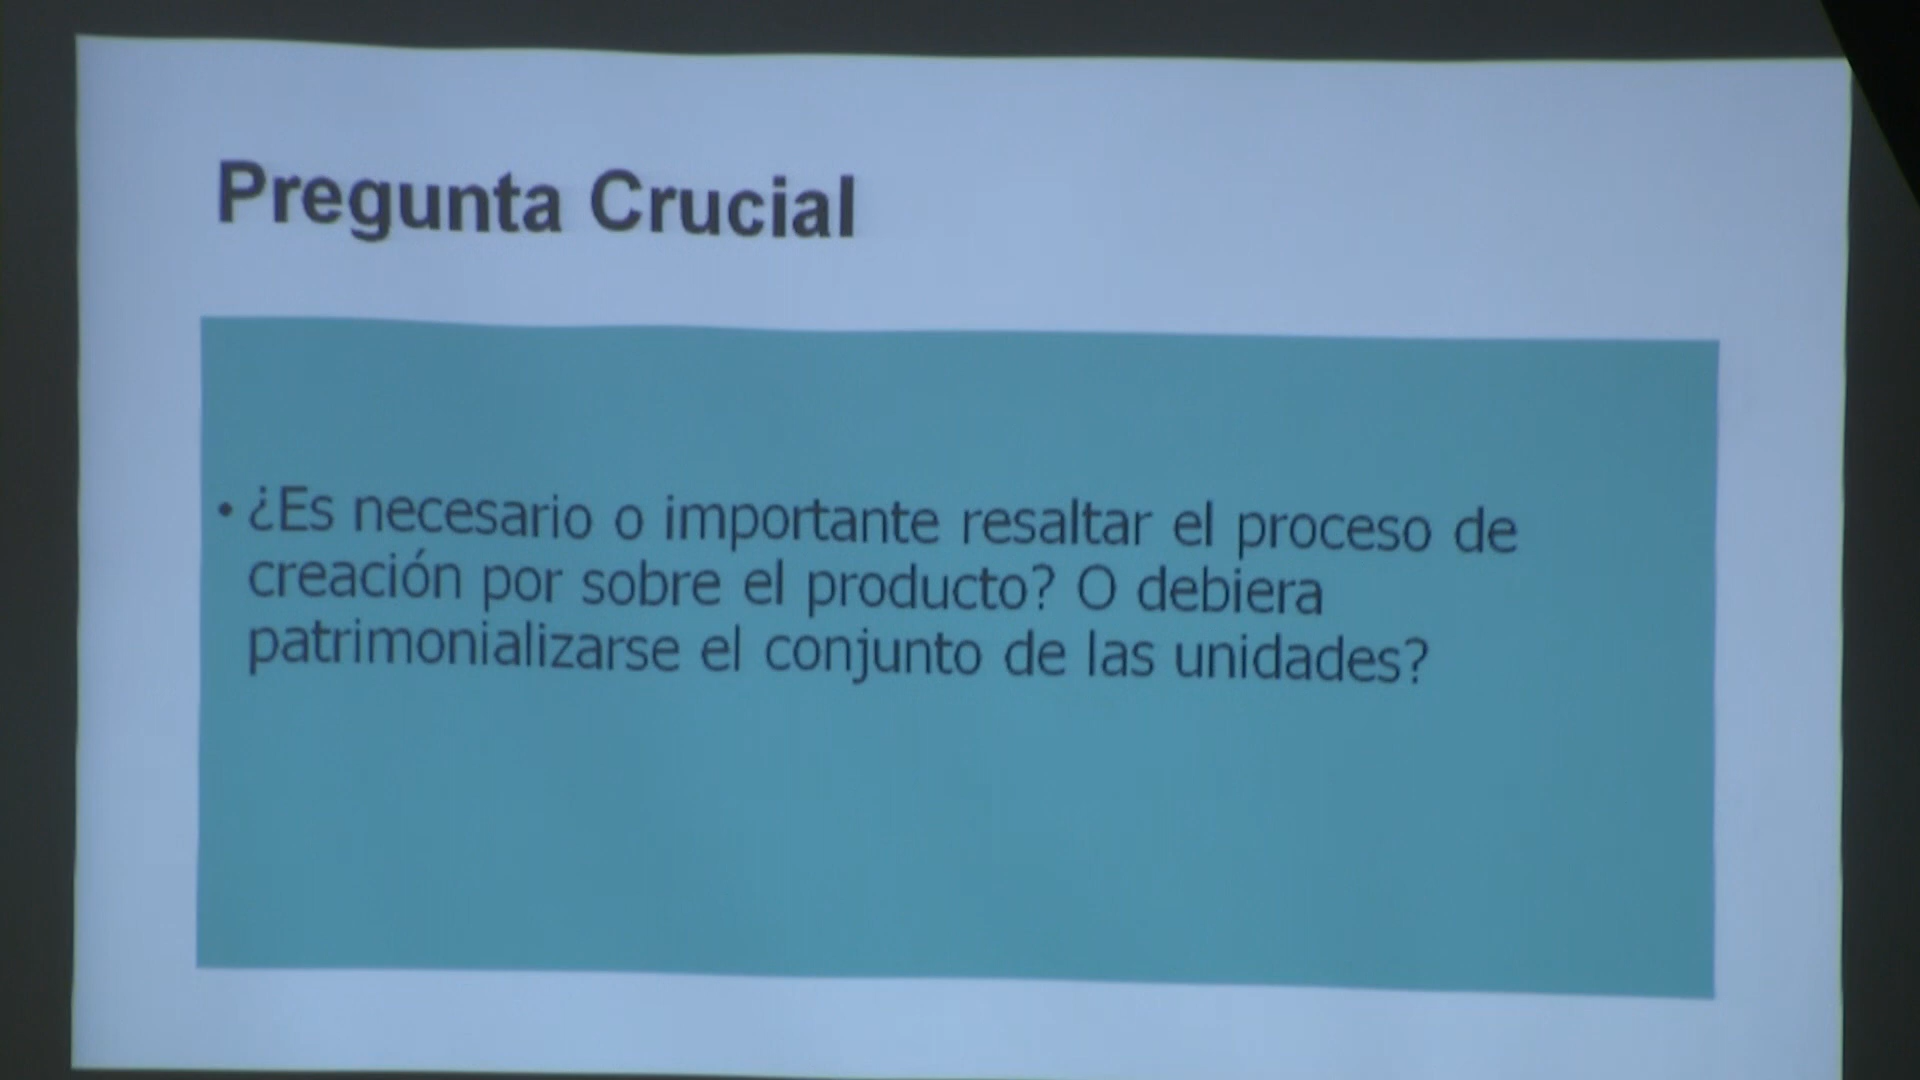 Pregunta Crucial
• ¿Es necesario o importante resaltar el proceso de
creación por sobre el producto? O debiera
patrimonializarse el conjunto de las unidades?